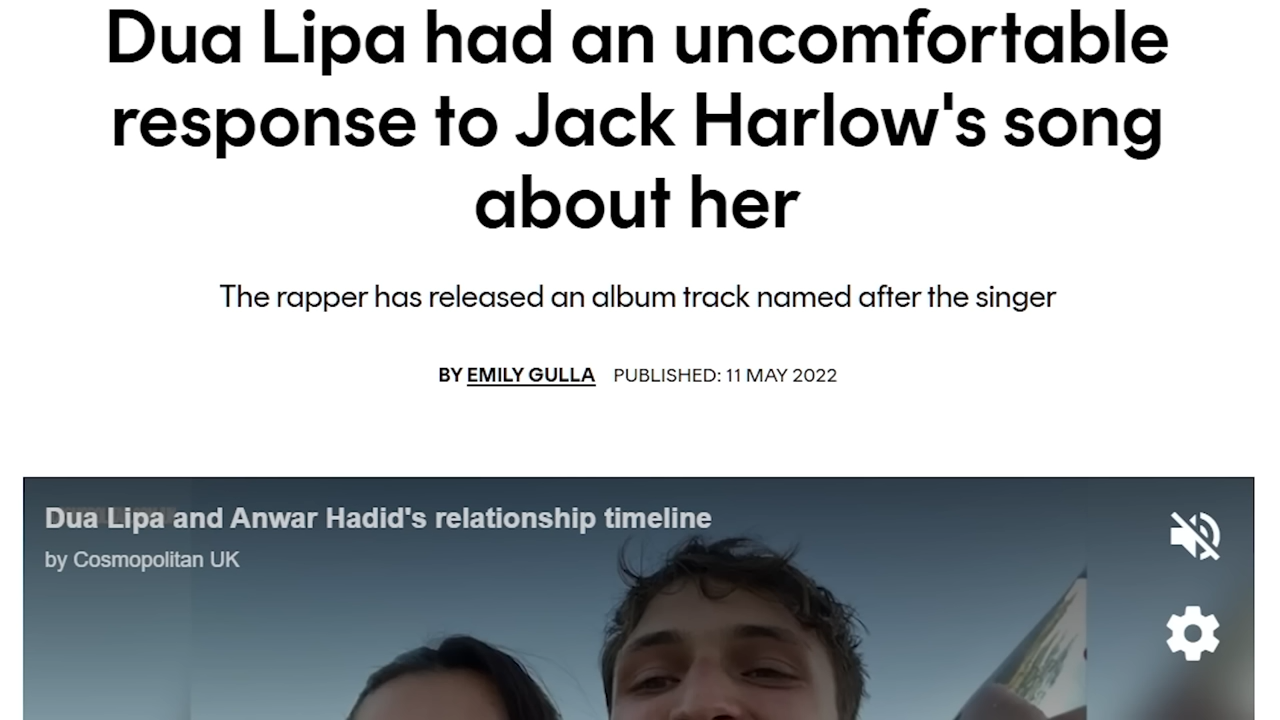 Dua Lipa had an uncomfortable
response to Jack Harlow's song
about her
The rapper has released an album track named after the singer
BY EMILY GULLA PUBLISHED: 11 MAY 2022
Dua Lipa and Anwar Hadid's relationship timeline
by Cosmopolitan UK